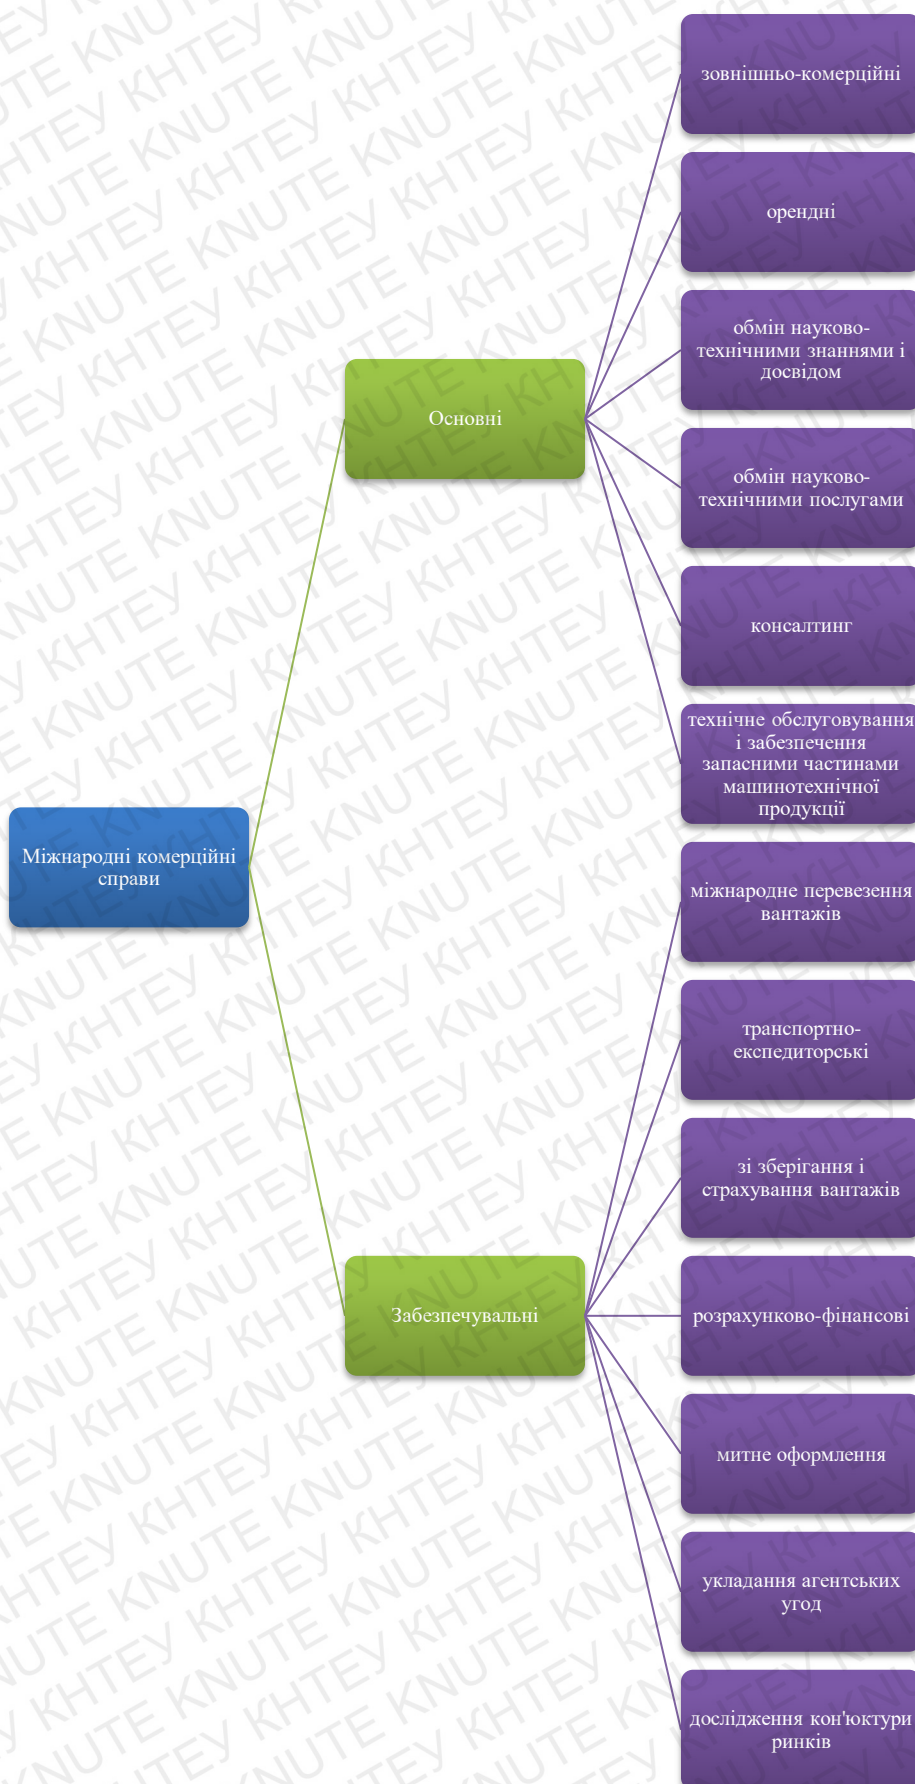 зовнішньо-комерційні
орендні
обмін науково-
технічними знаннями і
досвідом
Основні
обмін науково-
технічними послугами
консалтинг
технічне обслуговування
і забезпечення
запасними частинами
машинотехнічної
продукції
Міжнародні комерційні
справи
міжнародне перевезення
вантажів
транспортно-
експедиторські
зі зберігання і
страхування вантажів
Забезпечувальні
розрахунково-фінансові
митне оформлення
укладання агентських
угод
дослідження кон'юктури
ринків